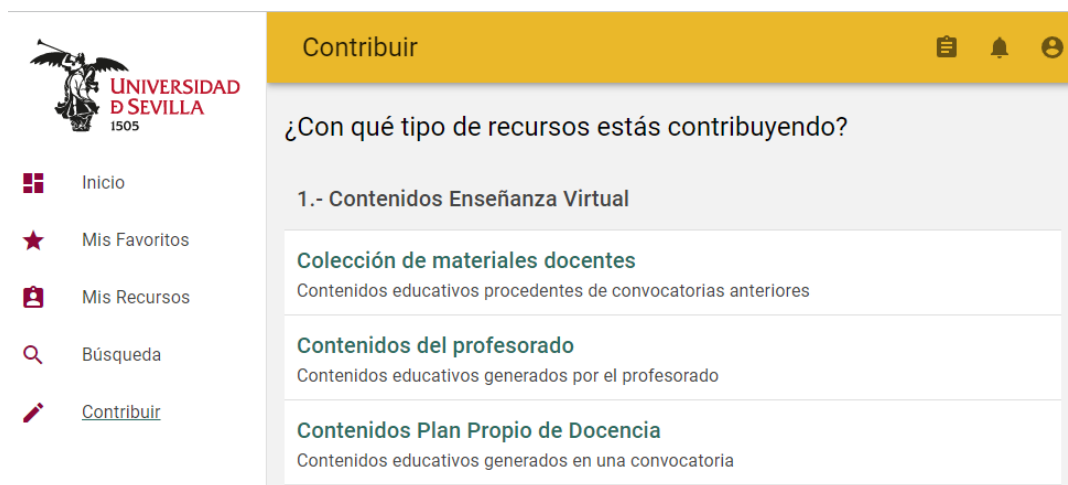 UNIVERSIDAD
D SEVILLA
1505
Inicio
Mis Favoritos
Mis Recursos
Búsqueda
Contribuir
Contribuir
¿Con qué tipo de recursos estás contribuyendo?
1.- Contenidos Enseñanza Virtual
Colección de materiales docentes
Contenidos educativos procedentes de convocatorias anteriores
Contenidos del profesorado
Contenidos educativos generados por el profesorado
Contenidos Plan Propio de Docencia
Contenidos educativos generados en una convocatoria